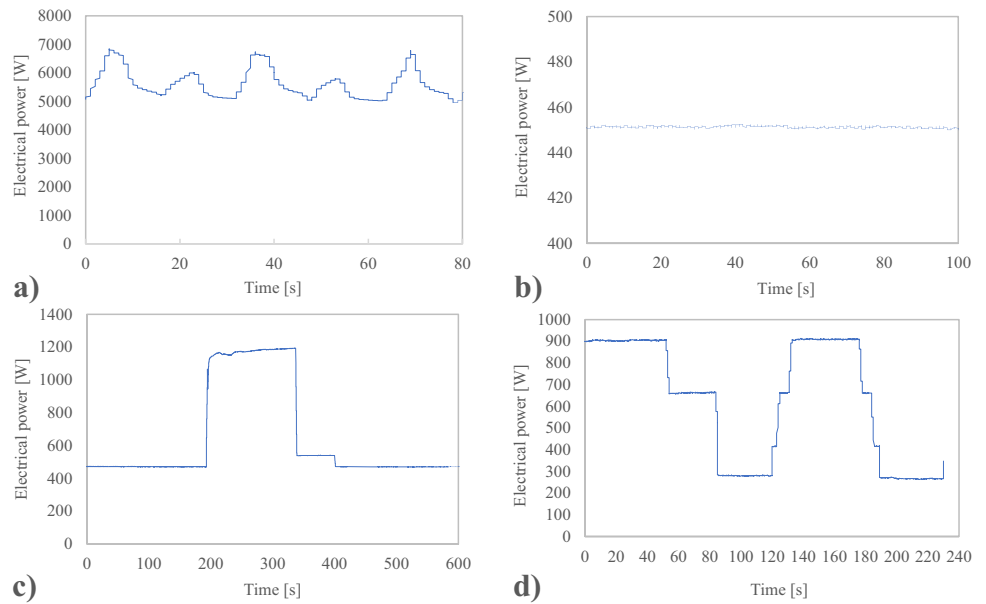 8000
7000
6000
5000
4000
3000
2000
1000
0
Electrical power [W]
0 20 40 60 80
Time [s]
a)
500
480
460
440
420
400
Electrical power [W]
0 20 40 60 80 100
Time [s]
b)
1400
1200
1000
800
600
400
200
0
Electrical power [W]
0 100 200 300 400 500 600
Time [s]
c)
1000
900
800
700
600
500
400
300
200
100
0
Electrical power [W]
0 20 40 60 80 100 120 140 160 180 200 220 240
Time [s]
d)